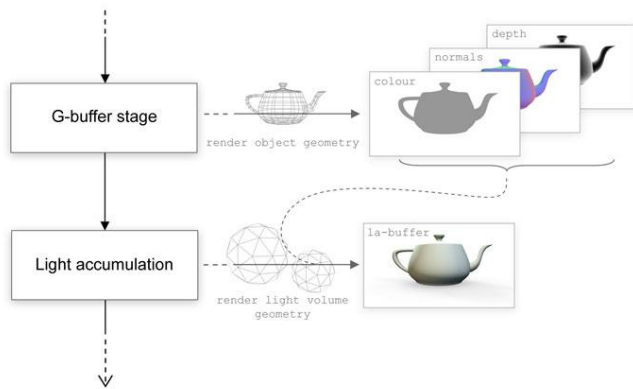 depth
normals
colour
G-buffer stage
render object geometry
la-buffer
Light accumulation
render light volume
geometry